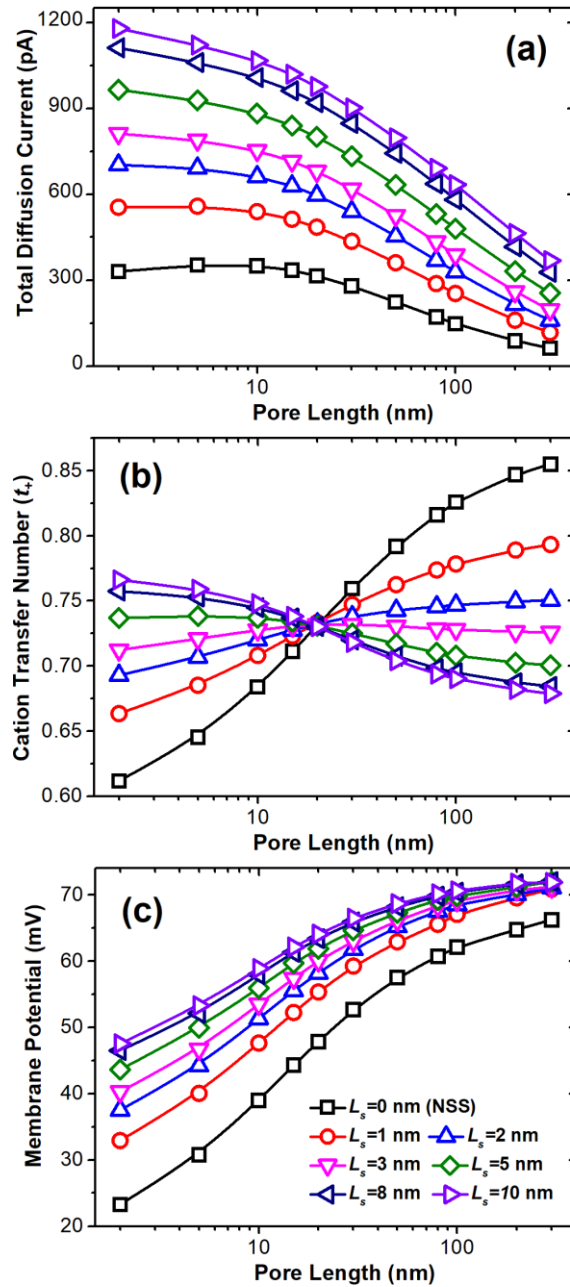 (a)
Total Diffusion Current (pA)
1200
900
600
300
0
10
100
Pore Length (nm)
(b)
Cation Transfer Number (t₊)
0.85
0.80
0.75
0.70
0.65
0.60
10
100
Pore Length (nm)
(c)
Membrane Potential (mV)
70
60
50
40
30
20
Lₛ=0 nm (NSS)
Lₛ=1 nm
Lₛ=2 nm
Lₛ=3 nm
Lₛ=5 nm
Lₛ=8 nm
Lₛ=10 nm
10
100
Pore Length (nm)